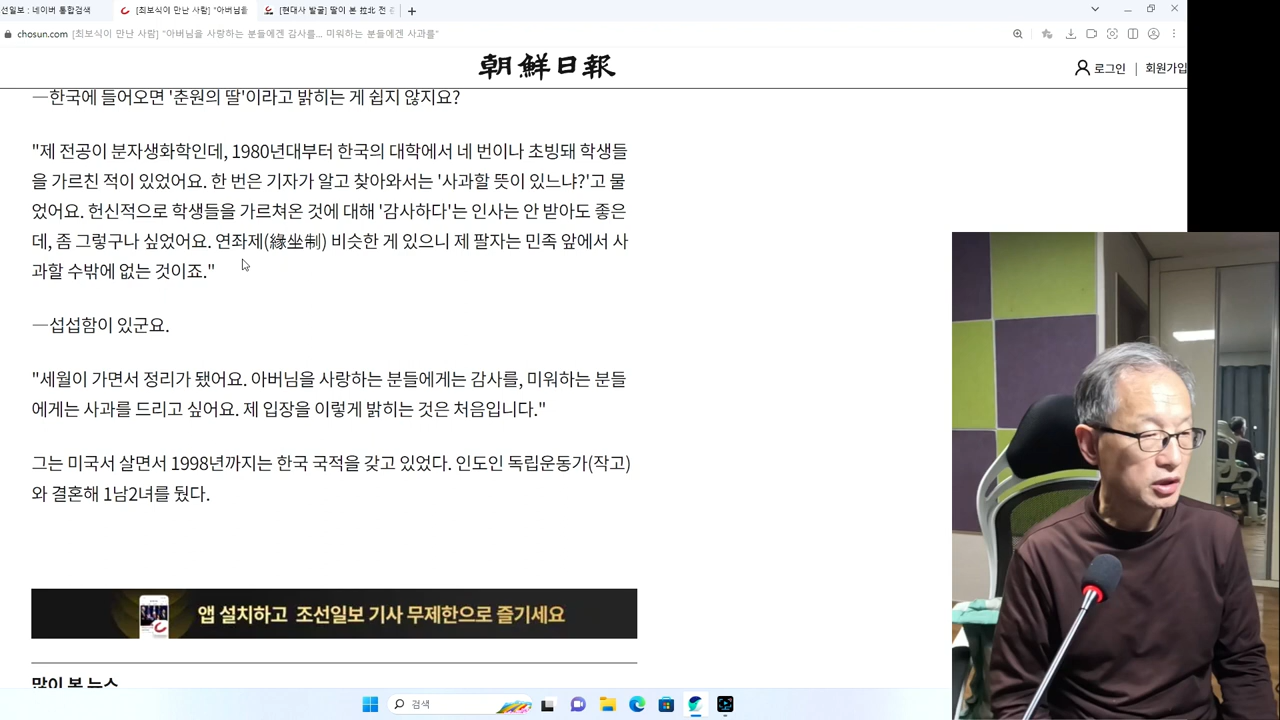 선일보 : 네이버 통합검색
[최보식이 만난 사람] "아버님을
[현대사 발굴] 딸이 본 拉北 전
chosun.com [최보식이 만난 사람] "아버님을 사랑하는 분들에겐 감사를... 미워하는 분들에겐 사과를"
朝鮮日報
로그인 | 회원가입
—한국에 들어오면 '춘원의 딸'이라고 밝히는 게 쉽지 않지요?
"제 전공이 분자생화학인데, 1980년대부터 한국의 대학에서 네 번이나 초빙돼 학생들
을 가르친 적이 있었어요. 한 번은 기자가 알고 찾아와서는 '사과할 뜻이 있느냐?'고 물
었어요. 헌신적으로 학생들을 가르쳐온 것에 대해 '감사하다'는 인사는 안 받아도 좋은
데, 좀 그렇구나 싶었어요. 연좌제(緣坐制) 비슷한 게 있으니 제 팔자는 민족 앞에서 사
과할 수밖에 없는 것이죠."
—섭섭함이 있군요.
"세월이 가면서 정리가 됐어요. 아버님을 사랑하는 분들에게는 감사를, 미워하는 분들
에게는 사과를 드리고 싶어요. 제 입장을 이렇게 밝히는 것은 처음입니다."
그는 미국서 살면서 1998년까지는 한국 국적을 갖고 있었다. 인도인 독립운동가(작고)
와 결혼해 1남2녀를 뒀다.
앱 설치하고 조선일보 기사 무제한으로 즐기세요
많이 본 뉴스
검색